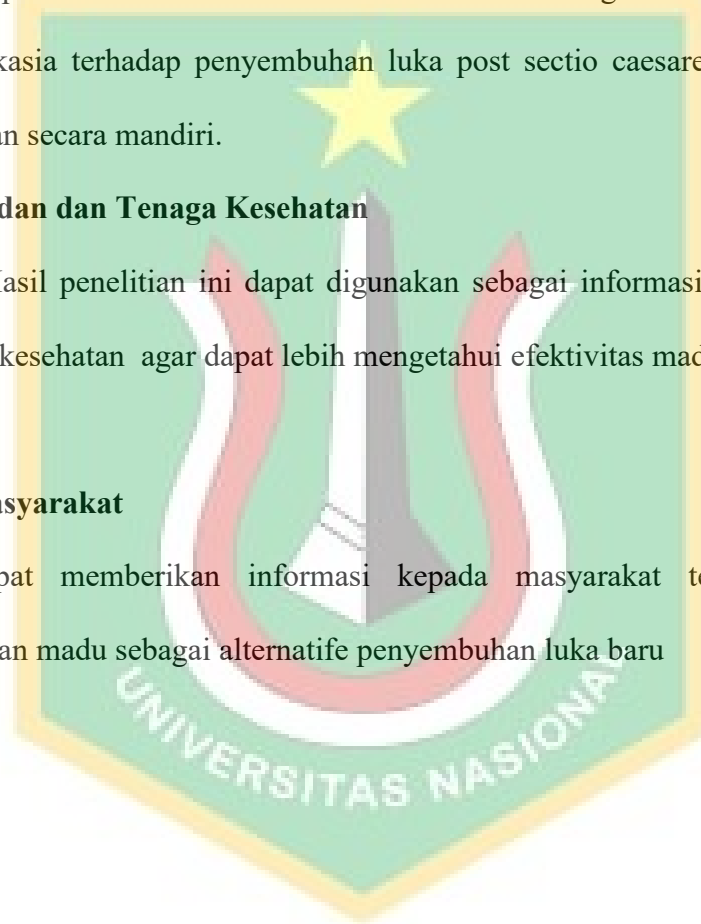 kasia terhadap penyembuhan luka post sectio caesare
an secara mandiri.
dan dan Tenaga Kesehatan
asil penelitian ini dapat digunakan sebagai informasi
kesehatan agar dapat lebih mengetahui efektivitas mad
asyarakat
pat memberikan informasi kepada masyarakat te
an madu sebagai alternatife penyembuhan luka baru
UNIVERSITAS NASIONAL